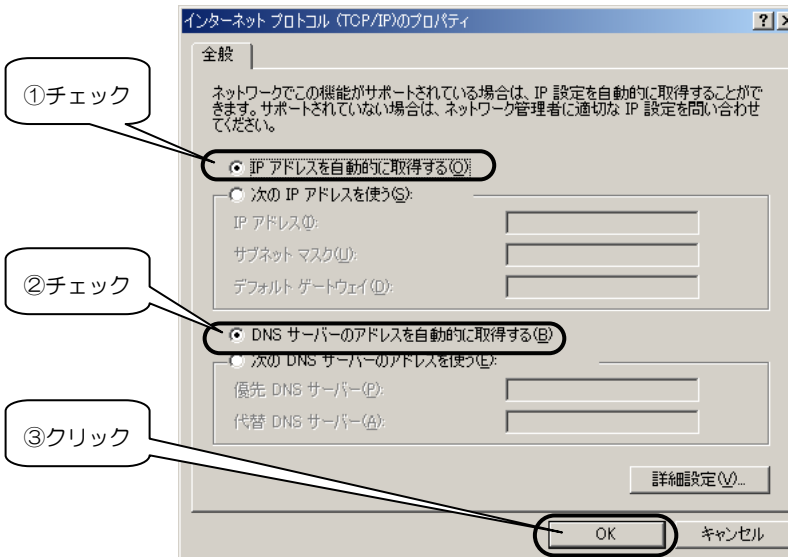 インターネット プロトコル (TCP/IP)のプロパティ
全般
①チェック
ネットワークでこの機能がサポートされている場合は、IP 設定を自動的に取得することがで
きます。サポートされていない場合は、ネットワーク管理者に適切な IP 設定を問い合わせ
てください。
IP アドレスを自動的に取得する(O)
次の IP アドレスを使う(S):
IP アドレス(I):
サブネット マスク(U):
②チェック
デフォルト ゲートウェイ(D):
DNS サーバーのアドレスを自動的に取得する(B)
次の DNS サーバーのアドレスを使う(E):
優先 DNS サーバー(P):
代替 DNS サーバー(A):
③クリック
詳細設定(V)...
OK
キャンセル